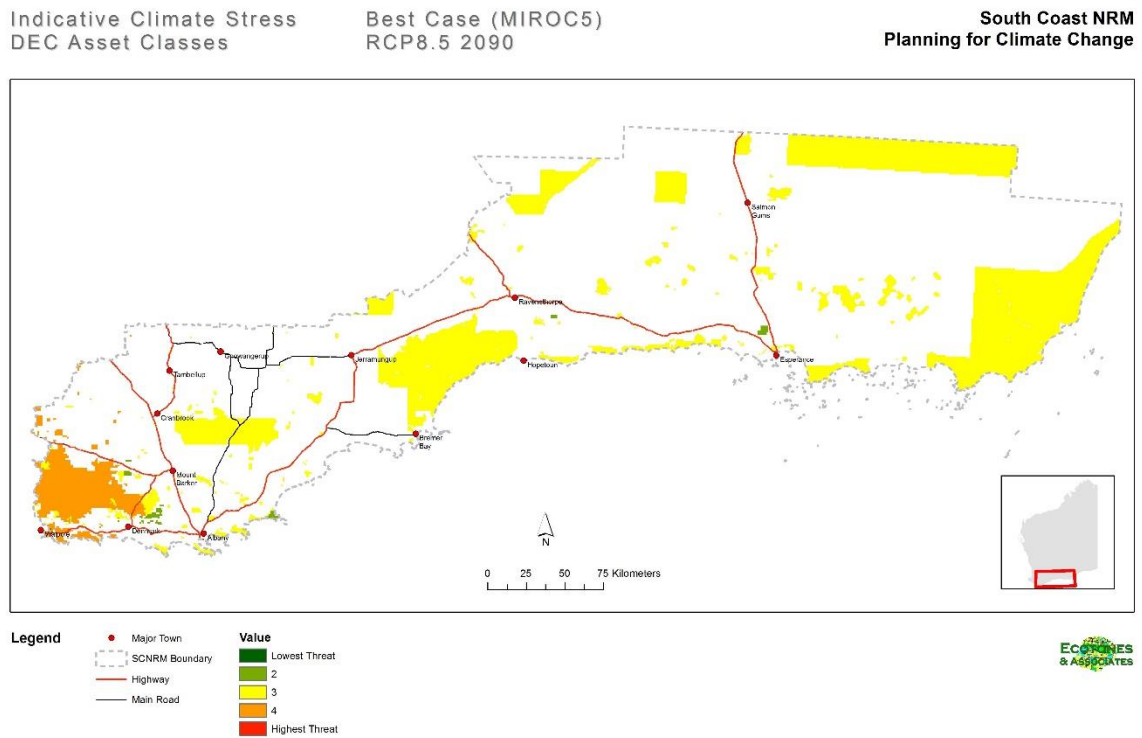 Indicative Climate Stress
DEC Asset Classes
Best Case (MIROC5)
RCP8.5 2090
South Coast NRM
Planning for Climate Change
Salmon
Gums
Ravensthorpe
Gnowangerup
Jerramungup
Hopetoun
Esperance
Tambellup
Cranbrook
Bremer
Bay
Mount
Barker
Walpole
Denmark
Albany
N
0 25 50 75 Kilometers
Legend
Major Town
SCNRM Boundary
Highway
Main Road
Value
Lowest Threat
2
3
4
Highest Threat
ECOTONES
& ASSOCIATES